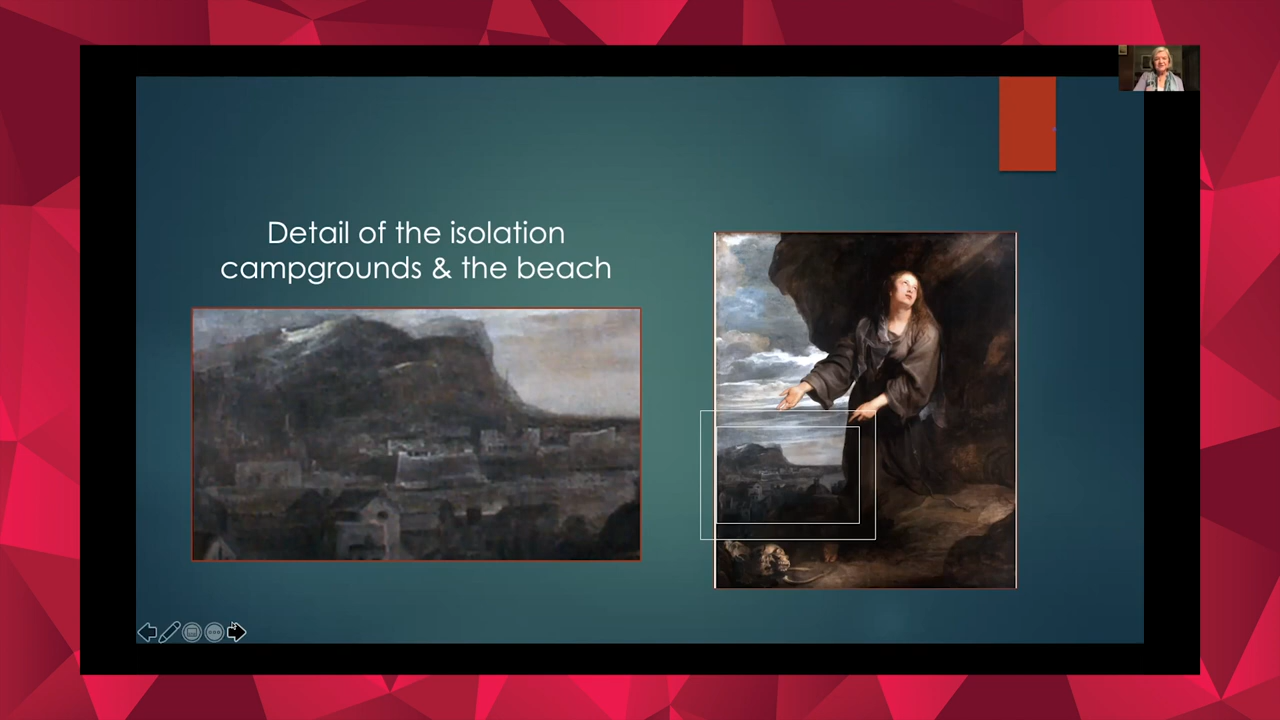 Detail of the isolation
campgrounds & the beach